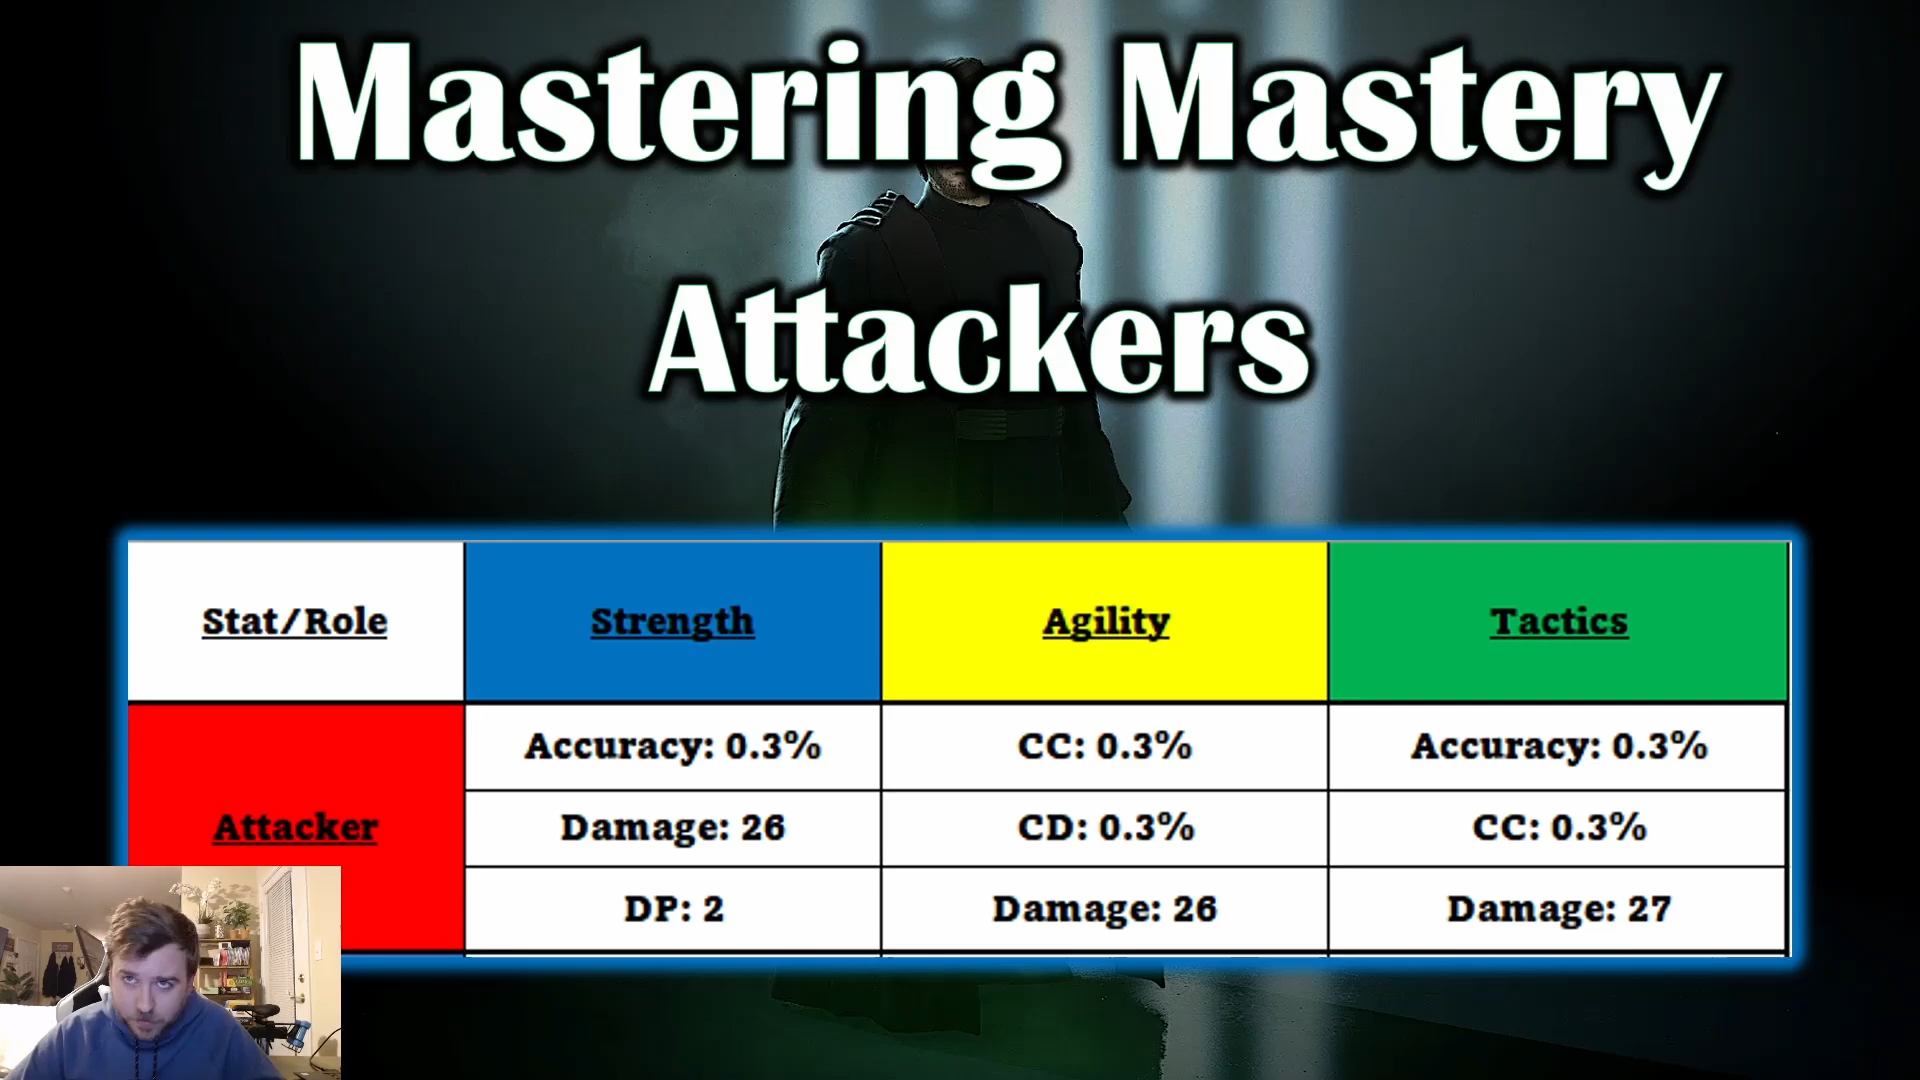 Mastering Mastery
Attackers
Stat/Role Strength Agility Tactics
Attacker
Accuracy: 0.3% CC: 0.3% Accuracy: 0.3%
Damage: 26 CD: 0.3% CC: 0.3%
DP: 2 Damage: 26 Damage: 27